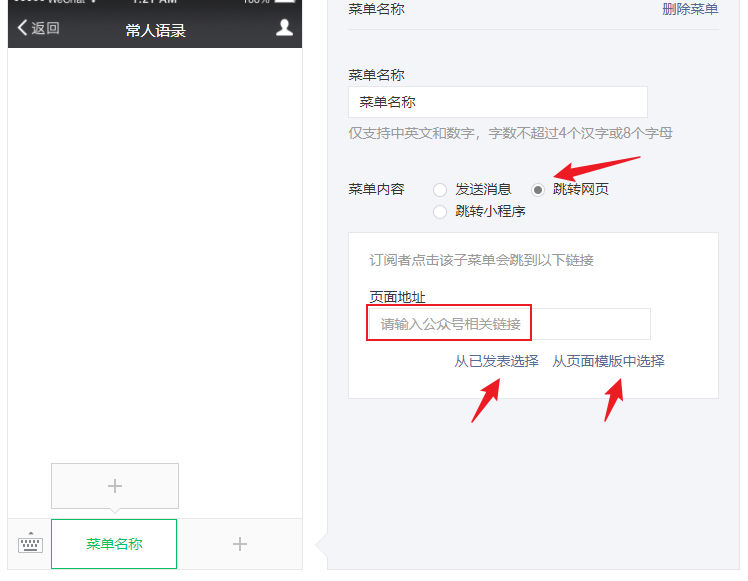 WeChat
1:21 AM
100%
返回
常人语录
菜单名称
菜单名称
删除菜单
菜单名称
菜单名称
仅支持中英文和数字，字数不超过4个汉字或8个字母
菜单内容
发送消息
跳转网页
跳转小程序
订阅者点击该子菜单会跳到以下链接
页面地址
请输入公众号相关链接
从已发表选择
从页面模版中选择